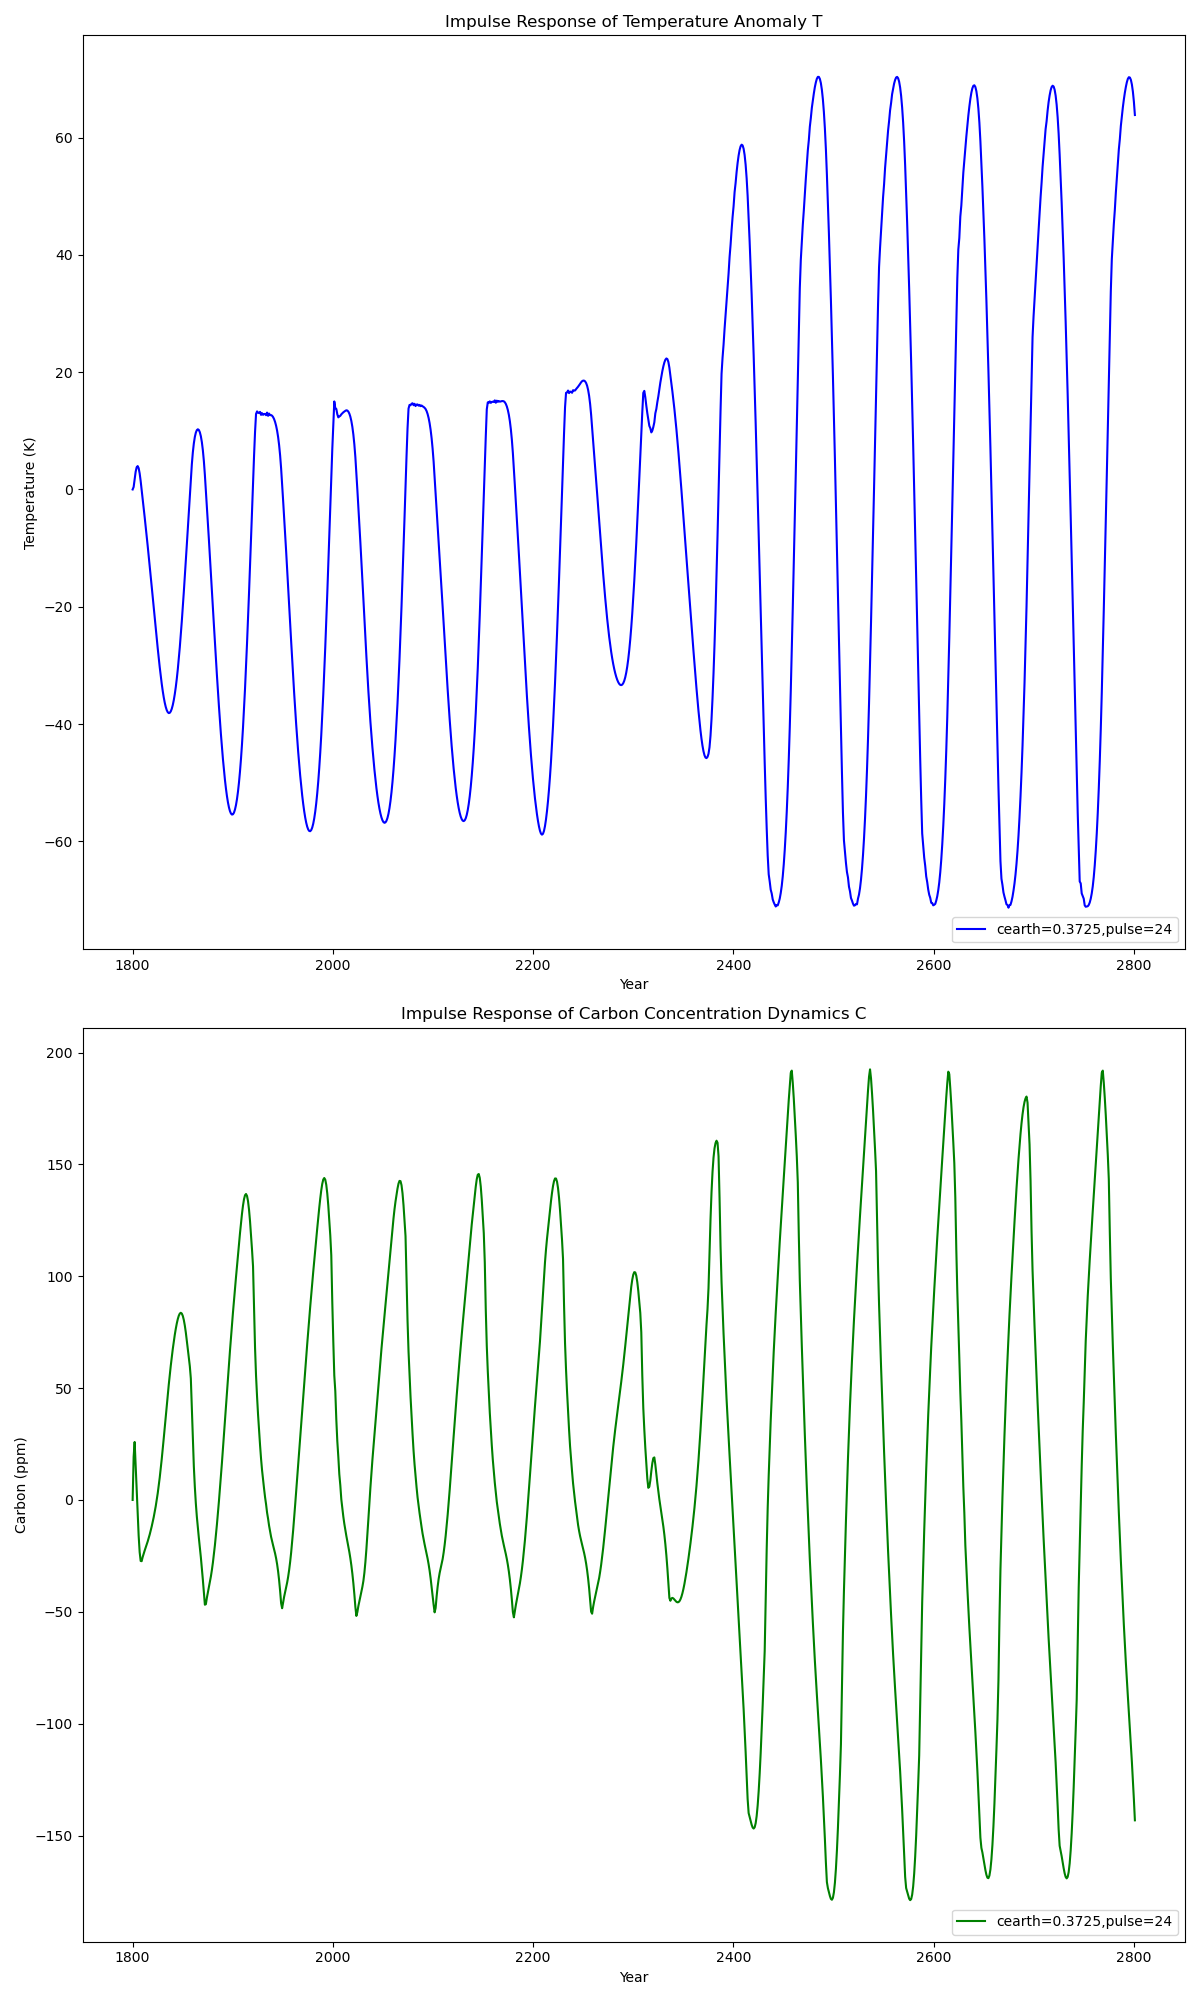 Impulse Response of Temperature Anomaly T
Temperature (K)
60
40
20
0
−20
−40
−60
1800 2000 2200 2400 2600 2800
Year
cearth=0.3725,pulse=24
Impulse Response of Carbon Concentration Dynamics C
Carbon (ppm)
200
150
100
50
0
−50
−100
−150
1800 2000 2200 2400 2600 2800
Year
cearth=0.3725,pulse=24